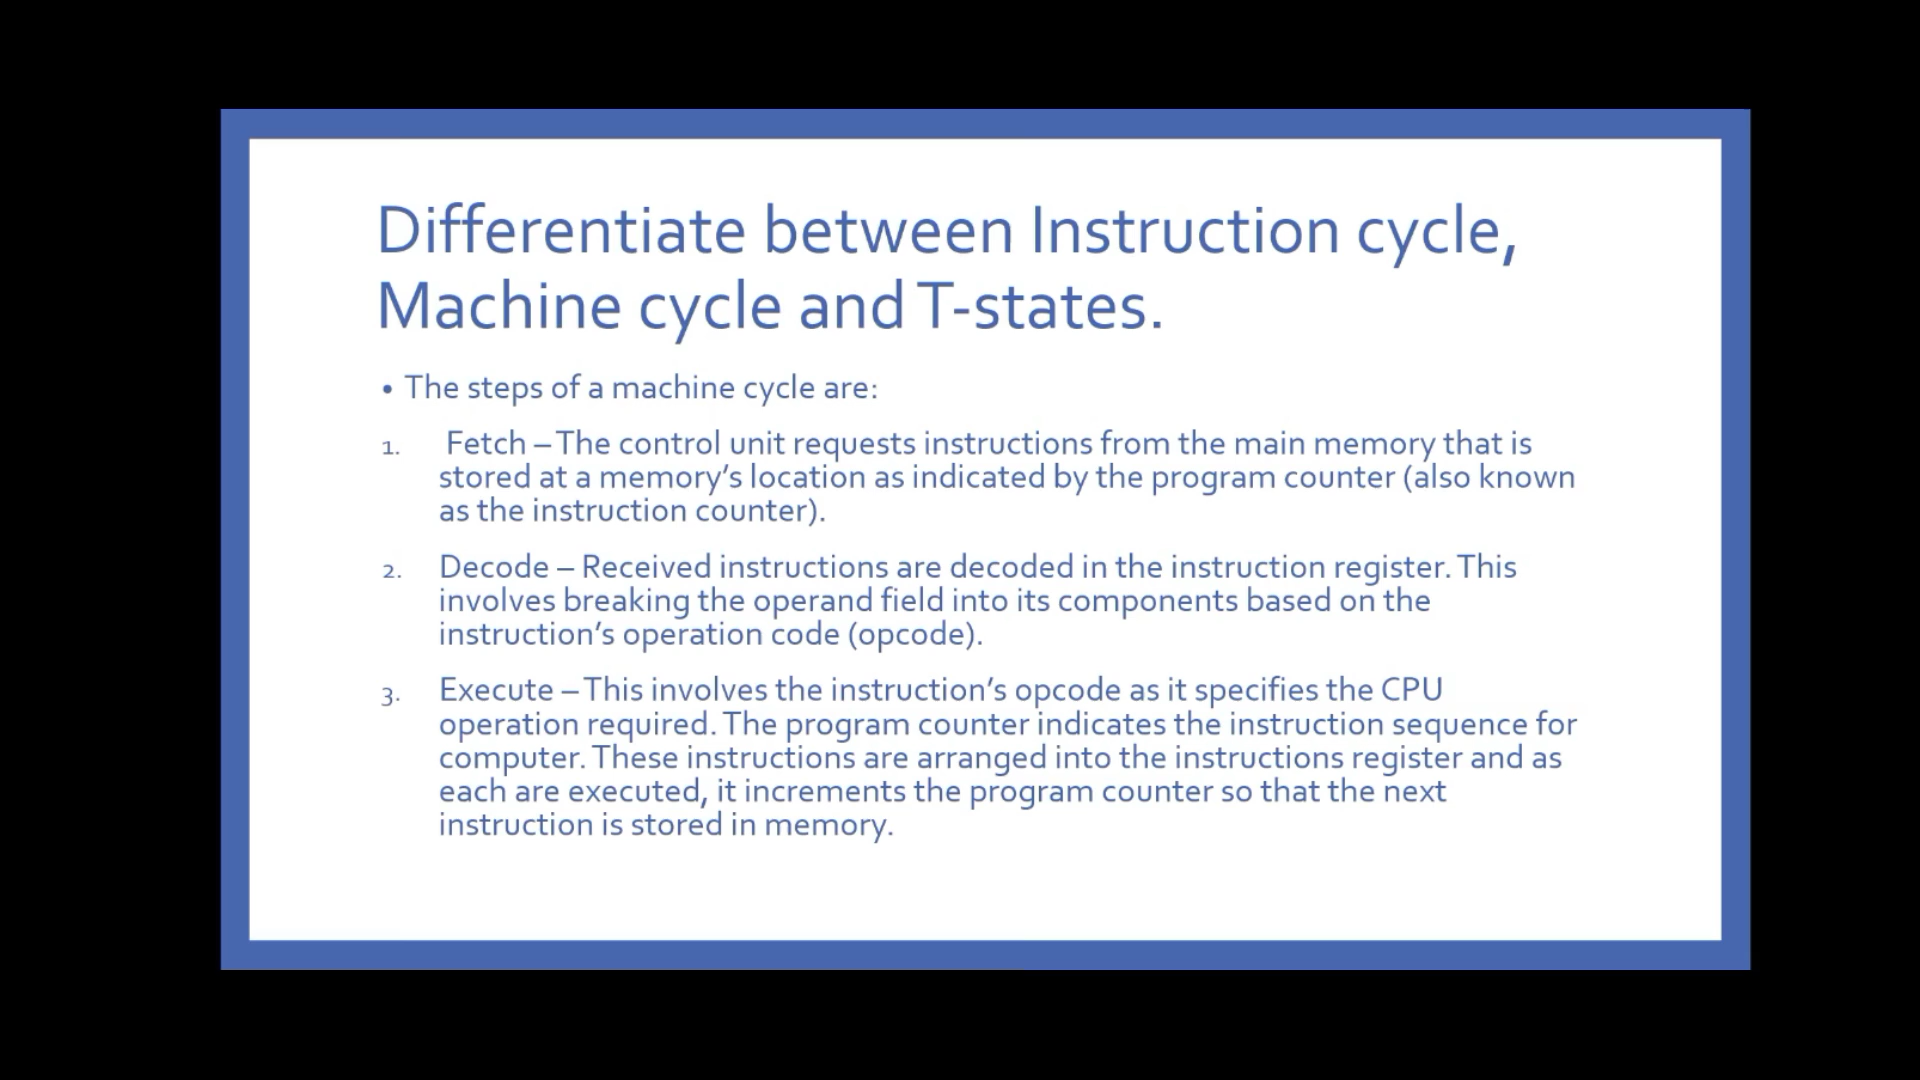 Differentiate between Instruction cycle,
Machine cycle and T-states.
• The steps of a machine cycle are:
1. Fetch – The control unit requests instructions from the main memory that is
stored at a memory’s location as indicated by the program counter (also known
as the instruction counter).
2. Decode – Received instructions are decoded in the instruction register. This
involves breaking the operand field into its components based on the
instruction’s operation code (opcode).
3. Execute – This involves the instruction’s opcode as it specifies the CPU
operation required. The program counter indicates the instruction sequence for
computer. These instructions are arranged into the instructions register and as
each are executed, it increments the program counter so that the next
instruction is stored in memory.